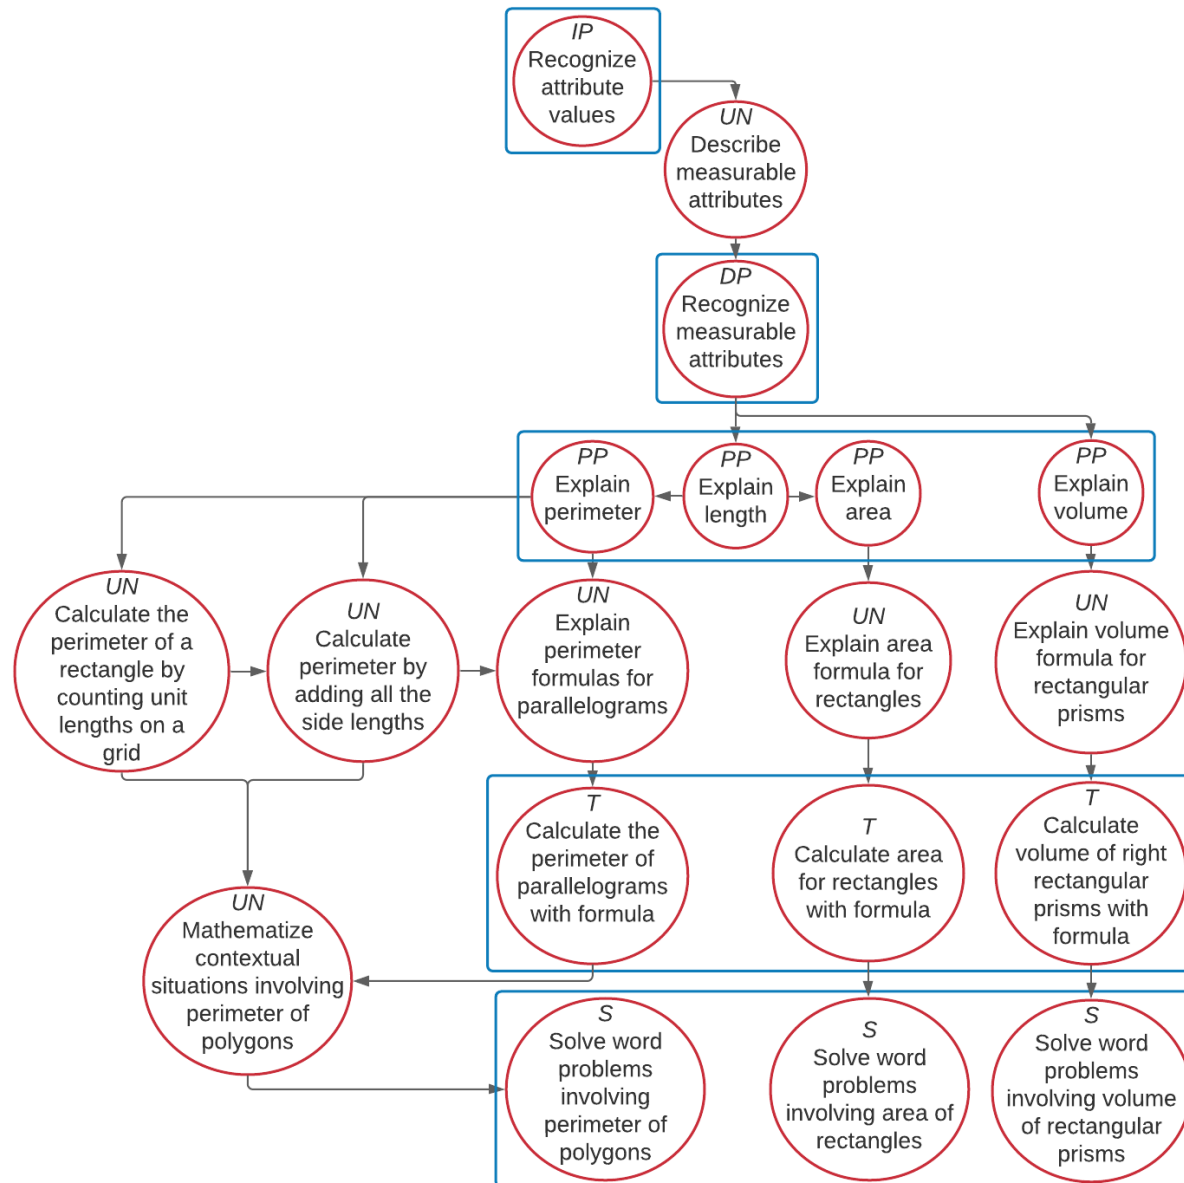 IP
Recognize
attribute
values
UN
Describe
measurable
attributes
DP
Recognize
measurable
attributes
PP
Explain
perimeter
PP
Explain
length
PP
Explain
area
PP
Explain
volume
UN
Calculate the
perimeter of a
rectangle by
counting unit
lengths on a
grid
UN
Calculate
perimeter by
adding all the
side lengths
UN
Explain
perimeter
formulas for
parallelograms
UN
Explain area
formula for
rectangles
UN
Explain volume
formula for
rectangular
prisms
T
Calculate the
perimeter of
parallelograms
with formula
T
Calculate area
for rectangles
with formula
T
Calculate
volume of right
rectangular
prisms with
formula
UN
Mathematize
contextual
situations involving
perimeter of
polygons
S
Solve word
problems
involving
perimeter of
polygons
S
Solve word
problems
involving area of
rectangles
S
Solve word
problems
involving volume
of rectangular
prisms